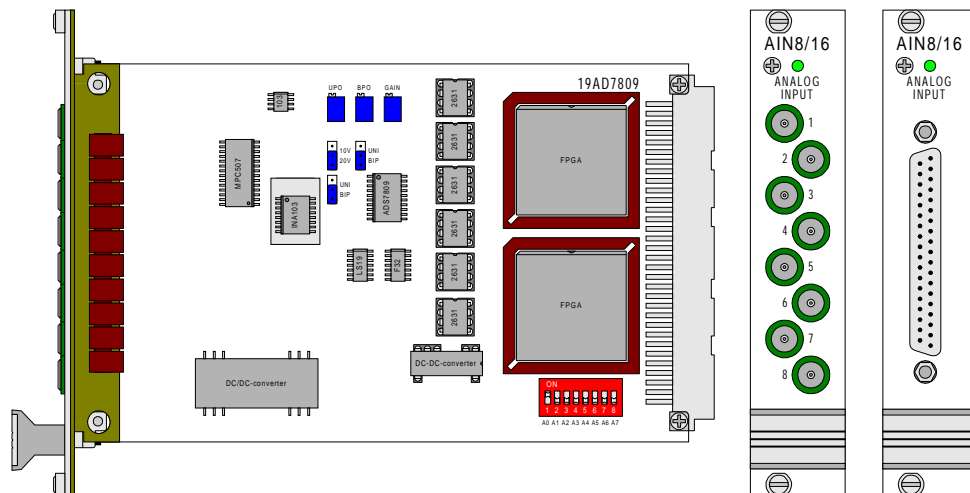 19AD7809
UPO BPO GAIN
103
2631
2631
2631
2631
2631
2631
MPC507
10V
20V
UNI
BIP
UNI
BIP
INA103
ADS7809
LS19
F32
FPGA
FPGA
DC/DC-converter
DC-DC-converter
ON
1 2 3 4 5 6 7 8
A0 A1 A2 A3 A4 A5 A6 A7
AIN8/16
ANALOG
INPUT
1
2
3
4
5
6
7
8
AIN8/16
ANALOG
INPUT